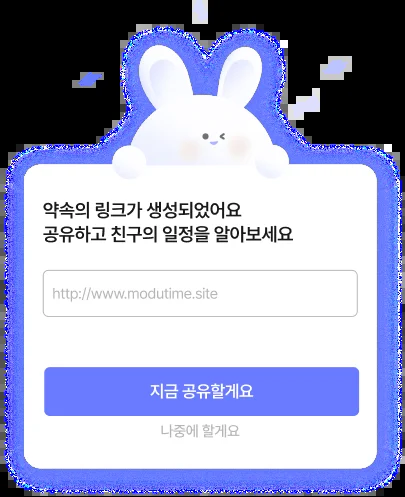 약속의 링크가 생성되었어요
공유하고 친구의 일정을 알아보세요
http://www.modutime.site
지금 공유할게요
나중에 할게요